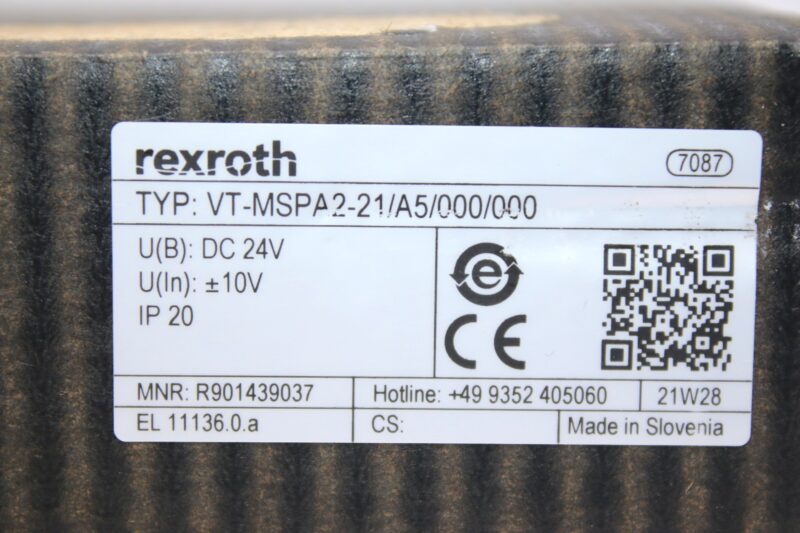 rexroth
7087
TYP: VT-MSPA2-21/A5/000/000
U(B): DC 24V
U(In): ±10V
IP 20
e
CE
MNR: R901439037
Hotline: +49 9352 405060
21W28
EL 11136.0.a
CS:
Made in Slovenia